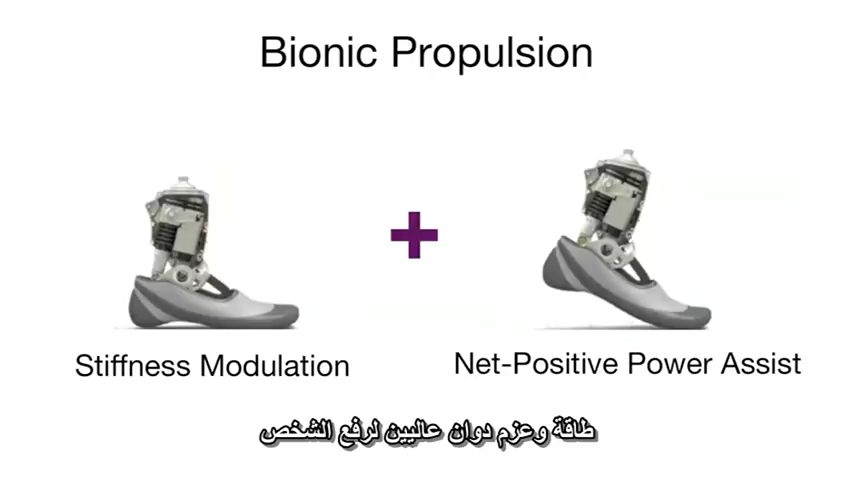 Bionic Propulsion
Stiffness Modulation
Net-Positive Power Assist
طاقة وعزم دوان عاليين لرفع الشخص